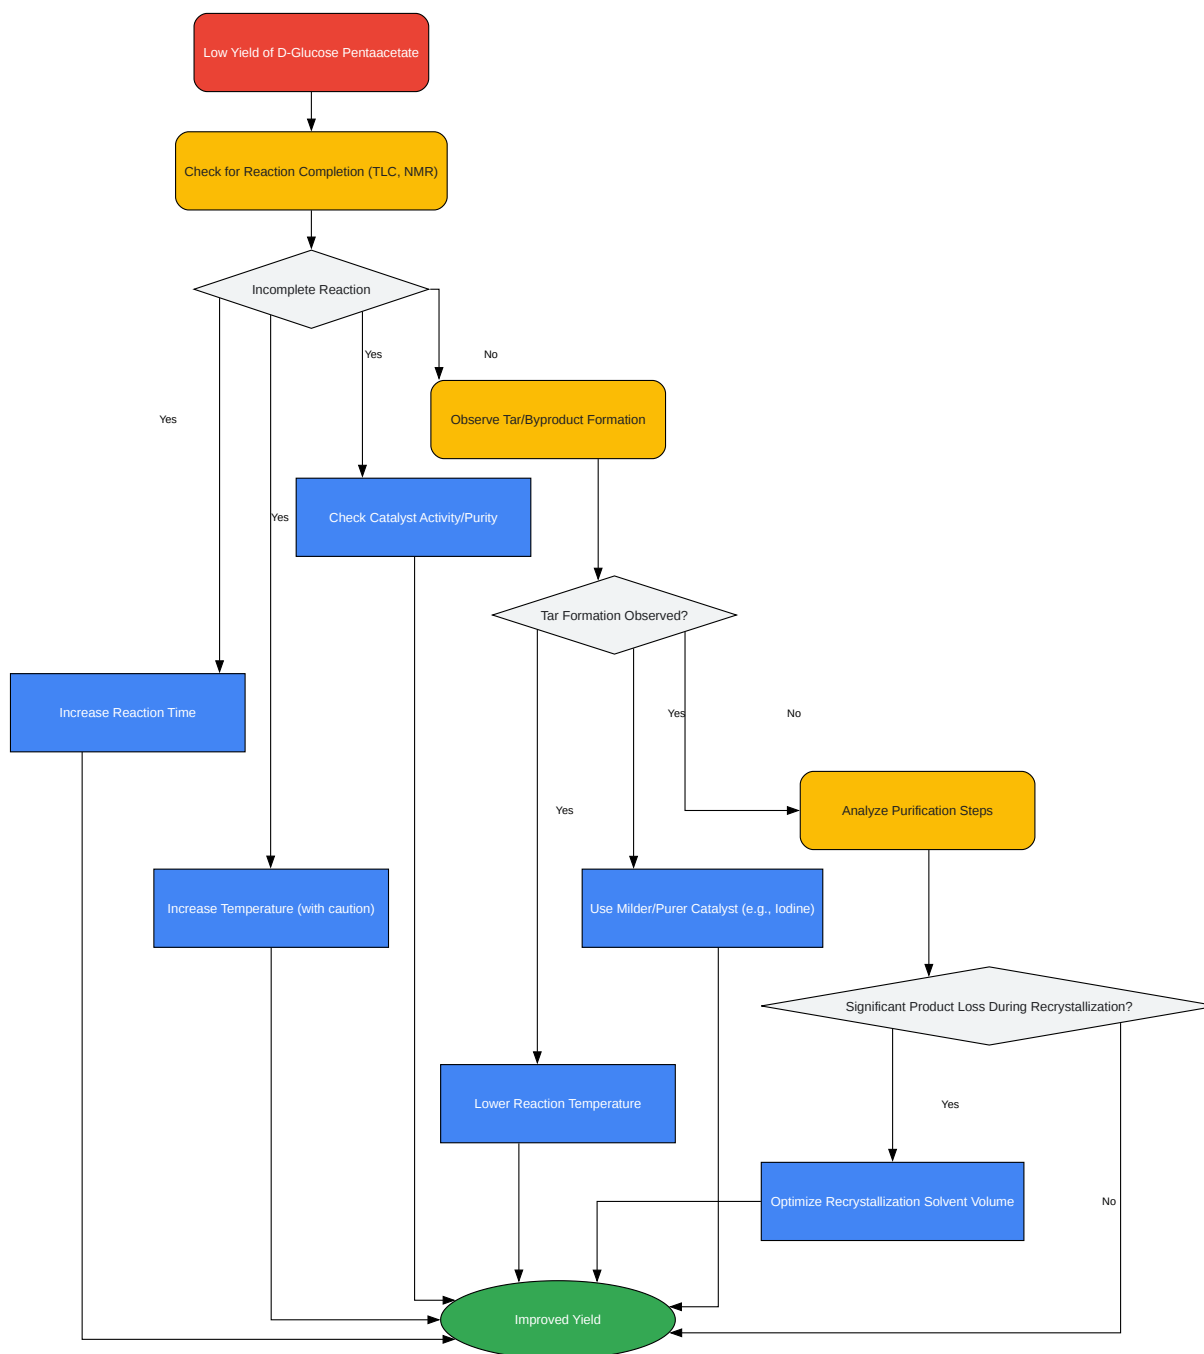 Low Yield of D-Glucose Pentaacetate
Check for Reaction Completion (TLC, NMR)
Incomplete Reaction
Yes
No
Yes
Observe Tar/Byproduct Formation
Yes
Check Catalyst Activity/Purity
Tar Formation Observed?
Increase Reaction Time
Yes
No
Yes
Analyze Purification Steps
Increase Temperature (with caution)
Use Milder/Purer Catalyst (e.g., Iodine)
Significant Product Loss During Recrystallization?
Lower Reaction Temperature
Yes
Optimize Recrystallization Solvent Volume
No
Improved Yield